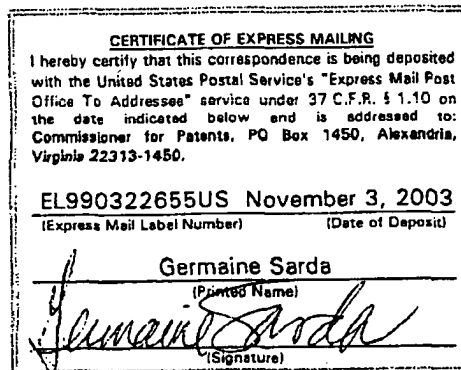 CERTIFICATE OF EXPRESS MAILING
I hereby certify that this correspondence is being deposited
with the United States Postal Service's "Express Mail Post
Office To Addressee" service under 37 C.F.R. § 1.10 on
the date indicated below and is addressed to:
Commissioner for Patents, PO Box 1450, Alexandria,
Virginia 22313-1450.
EL990322655US November 3, 2003
(Express Mail Label Number) (Date of Deposit)
Germaine Sarda
(Printed Name)
Germaine Sarda
(Signature)